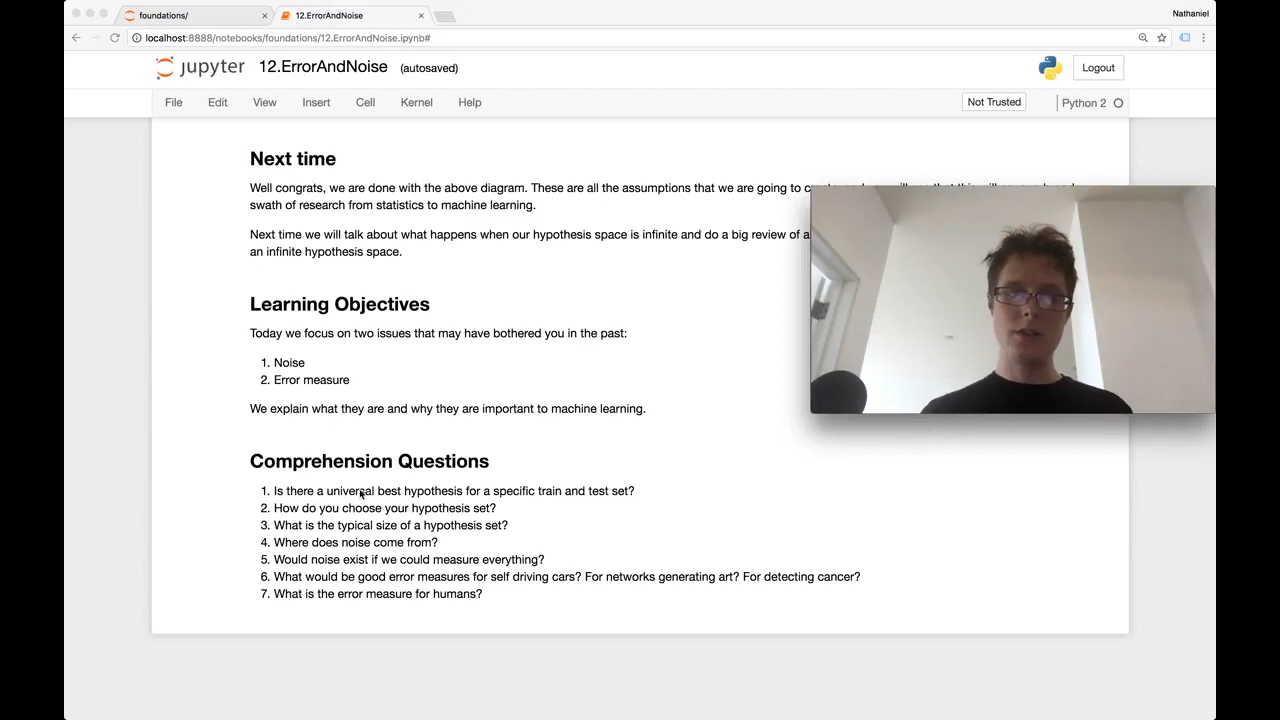 foundations/
12.ErrorAndNoise
Nathaniel
localhost:8888/notebooks/foundations/12.ErrorAndNoise.ipynb#
jupyter 12.ErrorAndNoise (autosaved)
Logout
File Edit View Insert Cell Kernel Help
Not Trusted
Python 2
Next time
Well congrats, we are done with the above diagram. These are all the assumptions that we are going to
swath of research from statistics to machine learning.
Next time we will talk about what happens when our hypothesis space is infinite and do a big review of a
an infinite hypothesis space.
Learning Objectives
Today we focus on two issues that may have bothered you in the past:
1. Noise
2. Error measure
We explain what they are and why they are important to machine learning.
Comprehension Questions
1. Is there a univeral best hypothesis for a specific train and test set?
2. How do you choose your hypothesis set?
3. What is the typical size of a hypothesis set?
4. Where does noise come from?
5. Would noise exist if we could measure everything?
6. What would be good error measures for self driving cars? For networks generating art? For detecting cancer?
7. What is the error measure for humans?